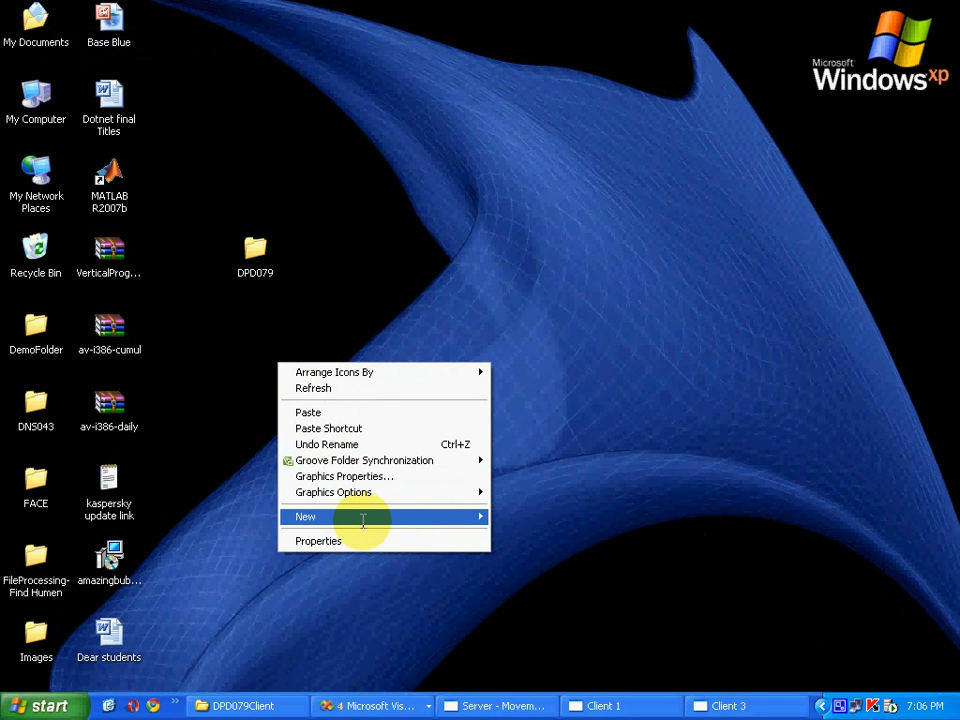 My Documents
Base Blue
Microsoft
Windows xp
My Computer
Dotnet final
Titles
My Network
Places
MATLAB
R2007b
Recycle Bin
VerticalProg...
DPD079
DemoFolder
av-i386-cumul
Arrange Icons By
Refresh
Paste
Paste Shortcut
Undo Rename Ctrl+Z
Groove Folder Synchronization
Graphics Properties...
Graphics Options
New
Properties
DNS043
av-i386-daily
FACE
kaspersky
update link
FileProcessing-
Find Humen
amazingbub...
Images
Dear students
start
DPD079Client
4 Microsoft Vis...
Server - Movem...
Client 1
Client 3
7:06 PM